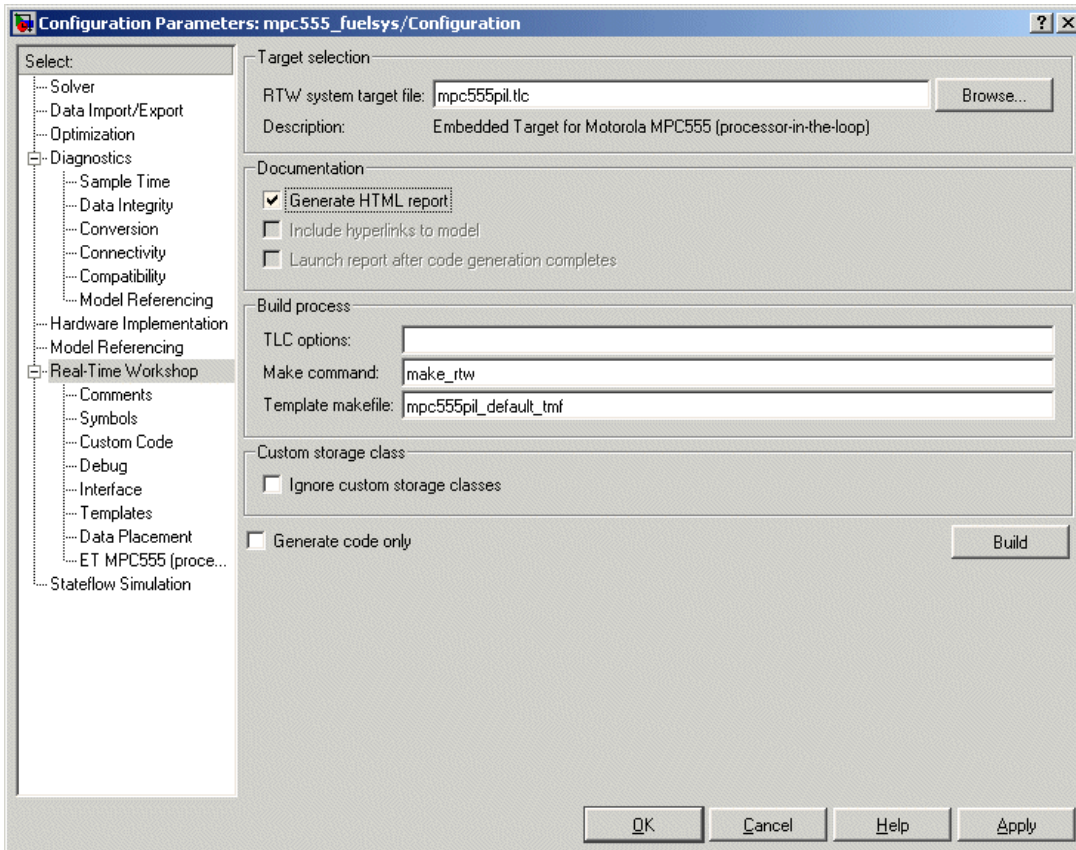 Configuration Parameters: mpc555_fuelsys/Configuration
Select:
Solver
Data Import/Export
Optimization
Diagnostics
Sample Time
Data Integrity
Conversion
Connectivity
Compatibility
Model Referencing
Hardware Implementation
Model Referencing
Real-Time Workshop
Comments
Symbols
Custom Code
Debug
Interface
Templates
Data Placement
ET MPC555 (proce...
Stateflow Simulation
Target selection
RTW system target file: mpc555pil.tlc Browse...
Description: Embedded Target for Motorola MPC555 (processor-in-the-loop)
Documentation
Generate HTML report
Include hyperlinks to model
Launch report after code generation completes
Build process
TLC options:
Make command: make_rtw
Template makefile: mpc555pil_default_tmf
Custom storage class
Ignore custom storage classes
Generate code only Build
OK Cancel Help Apply